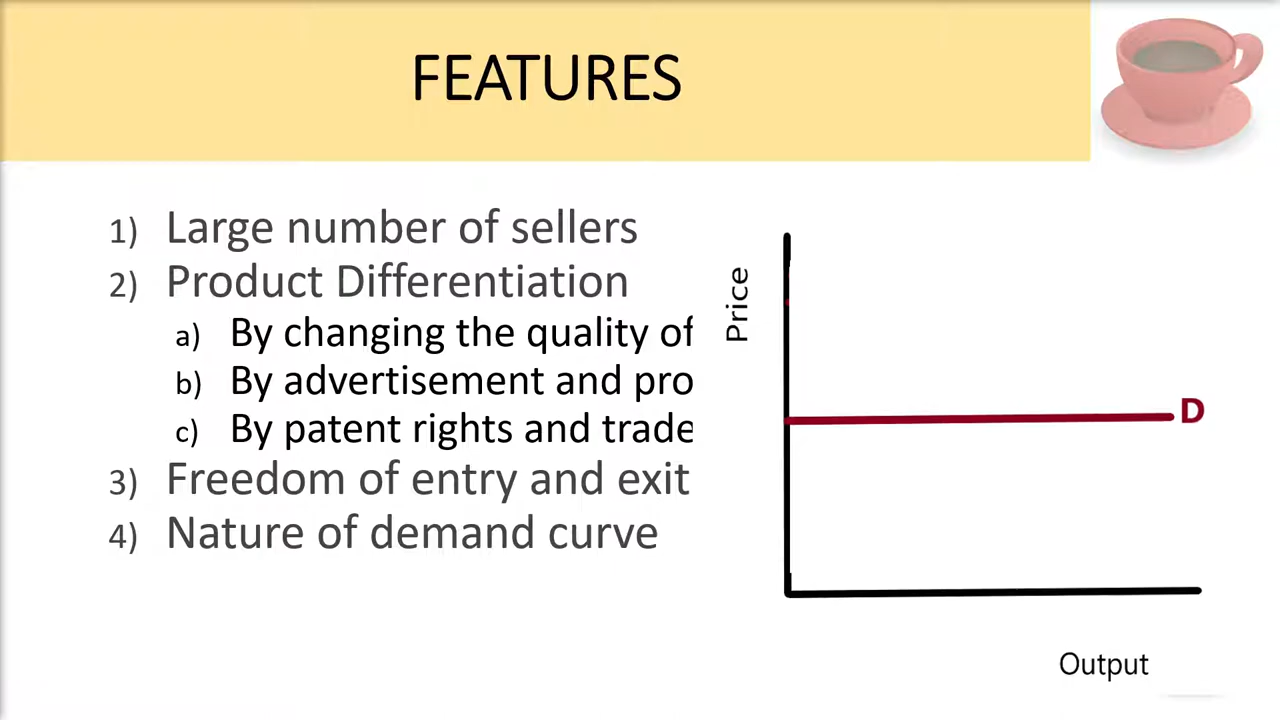 FEATURES
1) Large number of sellers
2) Product Differentiation
a) By changing the quality of
b) By advertisement and pro
c) By patent rights and trade
3) Freedom of entry and exit
4) Nature of demand curve
Price
D
Output